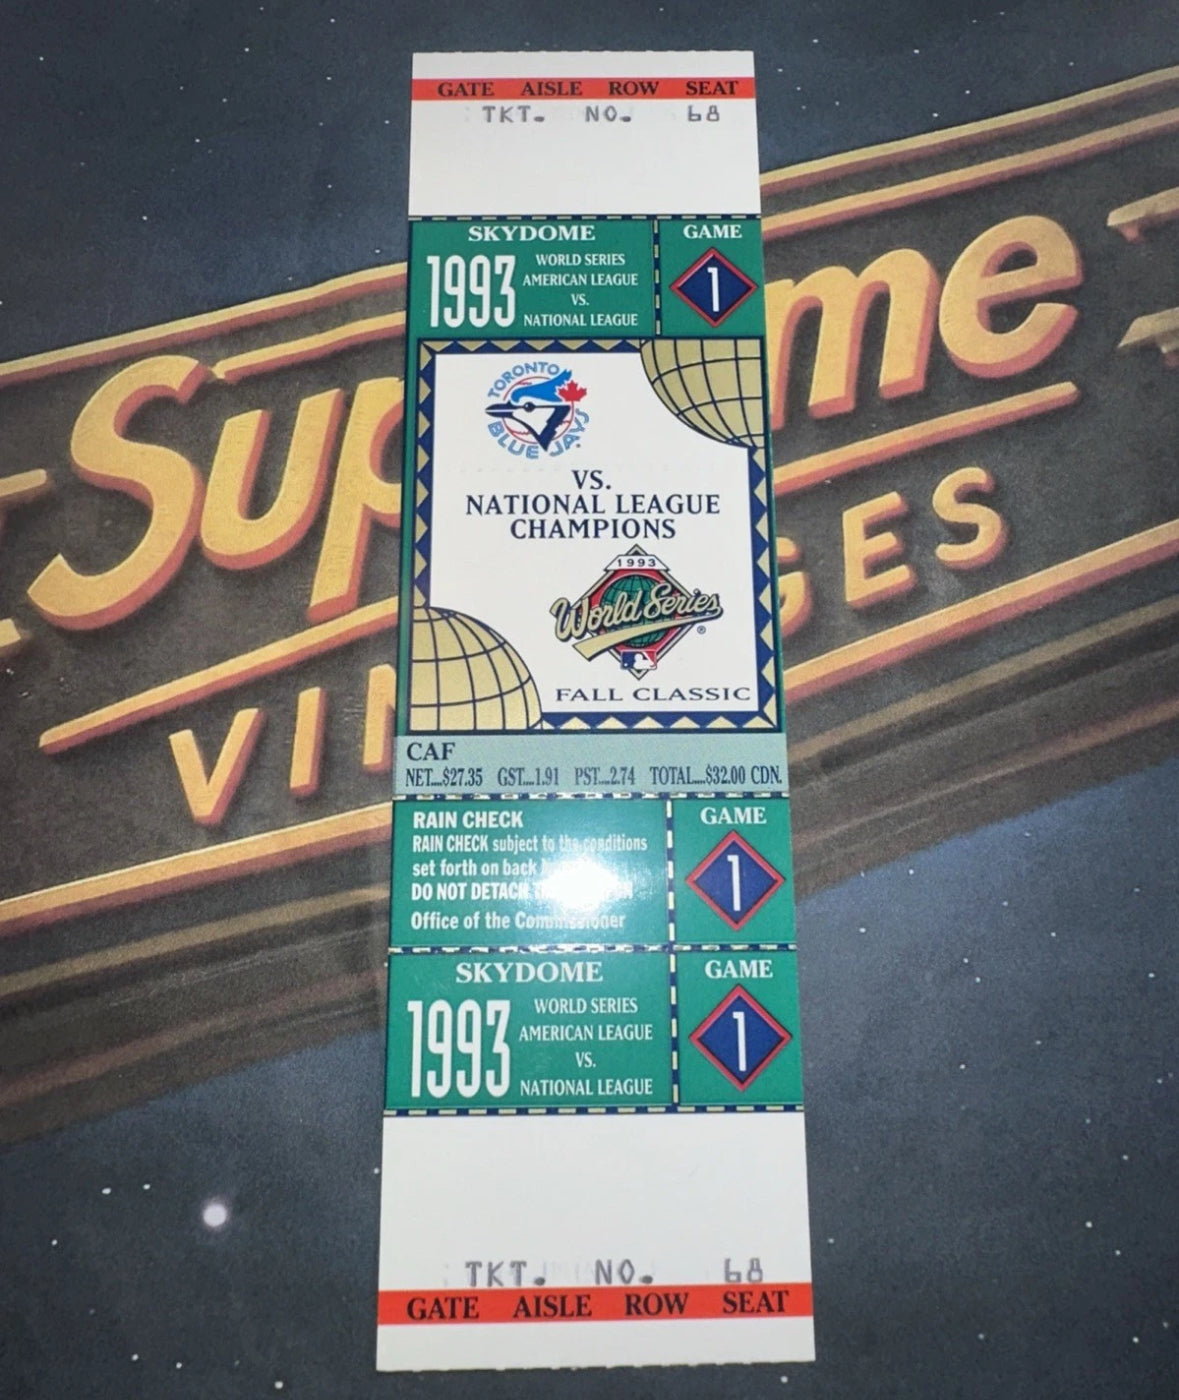 GATE AISLE ROW SEAT
TKT. NO. 68
SKYDOME
1993
WORLD SERIES
AMERICAN LEAGUE
VS.
NATIONAL LEAGUE
GAME
1
TORONTO
BLUE JAYS
VS.
NATIONAL LEAGUE
CHAMPIONS
1993
World Series
®
FALL CLASSIC
CAF
NET....$27.35 GST....1.91 PST....2.74 TOTAL....$32.00 CDN.
RAIN CHECK
RAIN CHECK subject to the conditions
set forth on back
DO NOT DETACH
Office of the Commissioner
GAME
1
SKYDOME
1993
WORLD SERIES
AMERICAN LEAGUE
VS.
NATIONAL LEAGUE
GAME
1
TKT. NO. 68
GATE AISLE ROW SEAT
Sup me
VIN GES